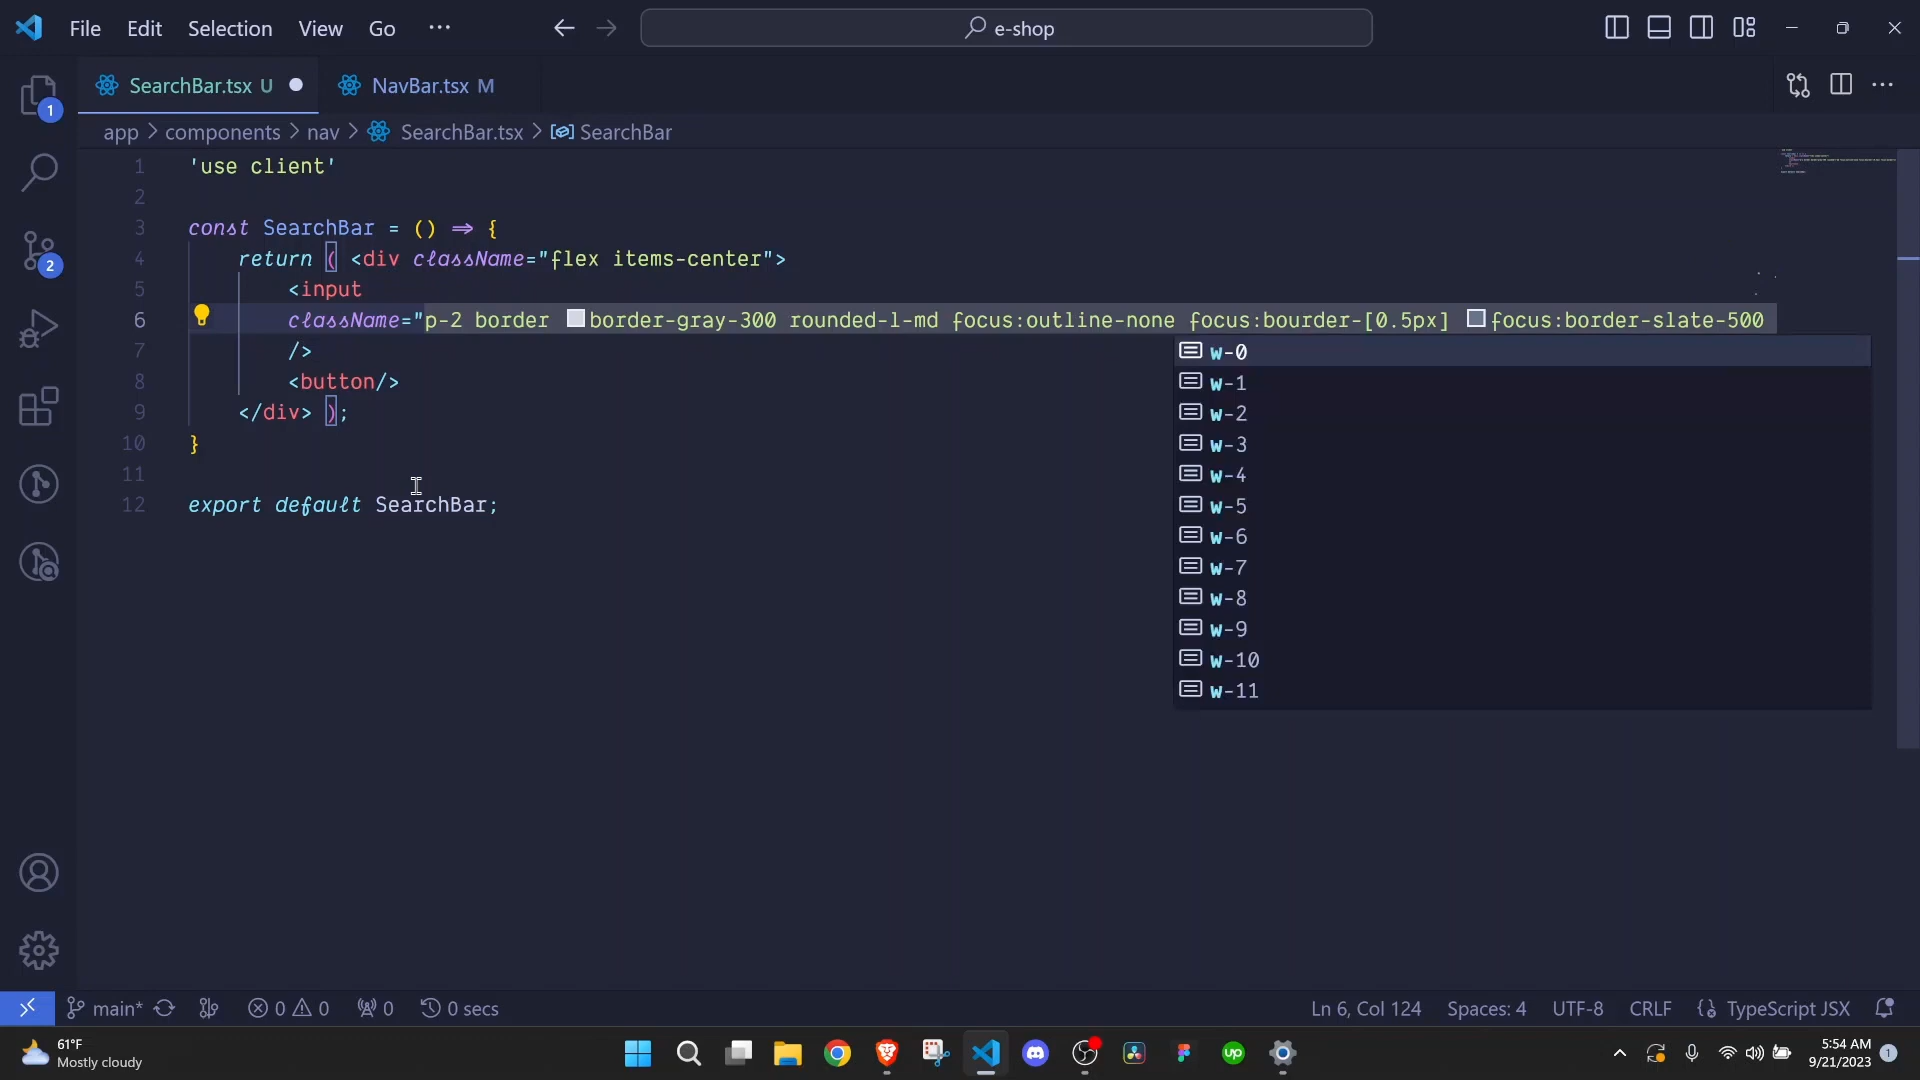 File Edit Selection View Go ··· e-shop
SearchBar.tsx U NavBar.tsx M
app > components > nav > SearchBar.tsx > SearchBar
1 'use client'
2
3 const SearchBar = () => {
4 return ( <div className="flex items-center">
5 <input
6 className="p-2 border border-gray-300 rounded-l-md focus:outline-none focus:bourder-[0.5px] focus:border-slate-500
7 />
8 <button/>
9 </div> );
10 }
11
12 export default SearchBar;
w-0
w-1
w-2
w-3
w-4
w-5
w-6
w-7
w-8
w-9
w-10
w-11
1
2
main* 0 0 0 0 secs Ln 6, Col 124 Spaces: 4 UTF-8 CRLF TypeScript JSX
61°F
Mostly cloudy
up
5:54 AM
9/21/2023
1